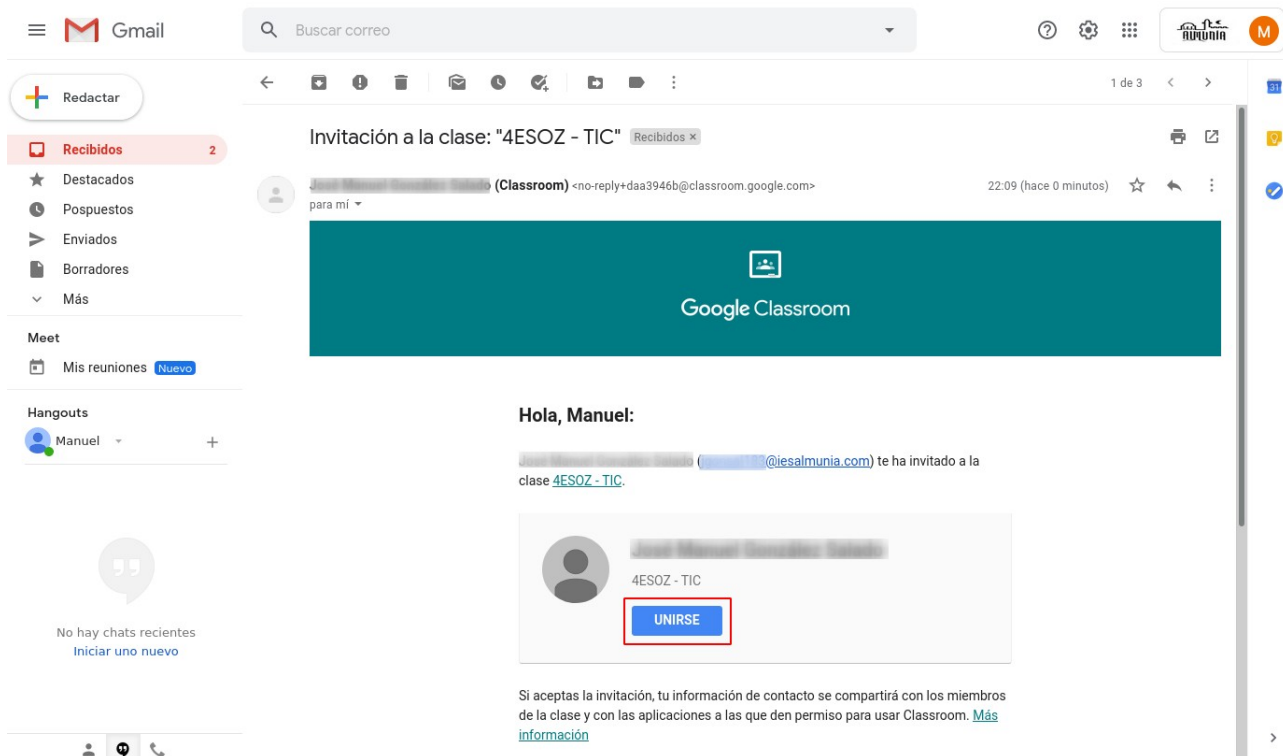 Gmail
Buscar correo
ALMUNIA
M
Redactar
1 de 3
31
Recibidos 2
Destacados
Pospuestos
Enviados
Borradores
Más
Meet
Mis reuniones Nuevo
Hangouts
Manuel
No hay chats recientes
Iniciar uno nuevo
Invitación a la clase: "4ESOZ - TIC" Recibidos ×
(Classroom) <no-reply+daa3946b@classroom.google.com> 22:09 (hace 0 minutos)
para mí
Google Classroom
Hola, Manuel:
(@iesalmunia.com) te ha invitado a la
clase 4ESOZ - TIC.
4ESOZ - TIC
UNIRSE
Si aceptas la invitación, tu información de contacto se compartirá con los miembros
de la clase y con las aplicaciones a las que den permiso para usar Classroom. Más
información